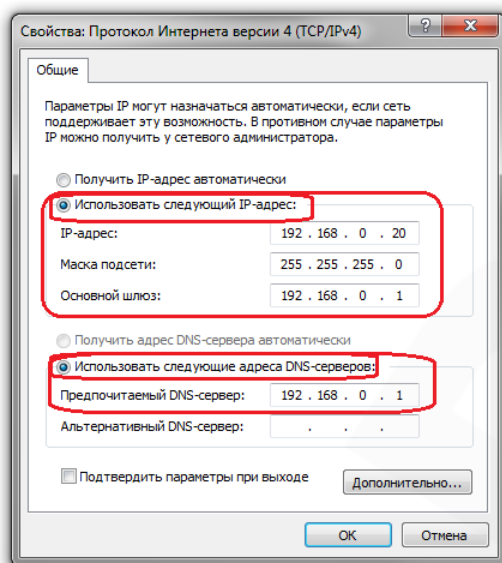 Свойства: Протокол Интернета версии 4 (TCP/IPv4)
Общие
Параметры IP могут назначаться автоматически, если сеть
поддерживает эту возможность. В противном случае параметры
IP можно получить у сетевого администратора.
Получить IP-адрес автоматически
Использовать следующий IP-адрес:
IP-адрес: 192 . 168 . 0 . 20
Маска подсети: 255 . 255 . 255 . 0
Основной шлюз: 192 . 168 . 0 . 1
Получить адрес DNS-сервера автоматически
Использовать следующие адреса DNS-серверов:
Предпочитаемый DNS-сервер: 192 . 168 . 0 . 1
Альтернативный DNS-сервер: . . .
Подтвердить параметры при выходе
Дополнительно...
OK Отмена